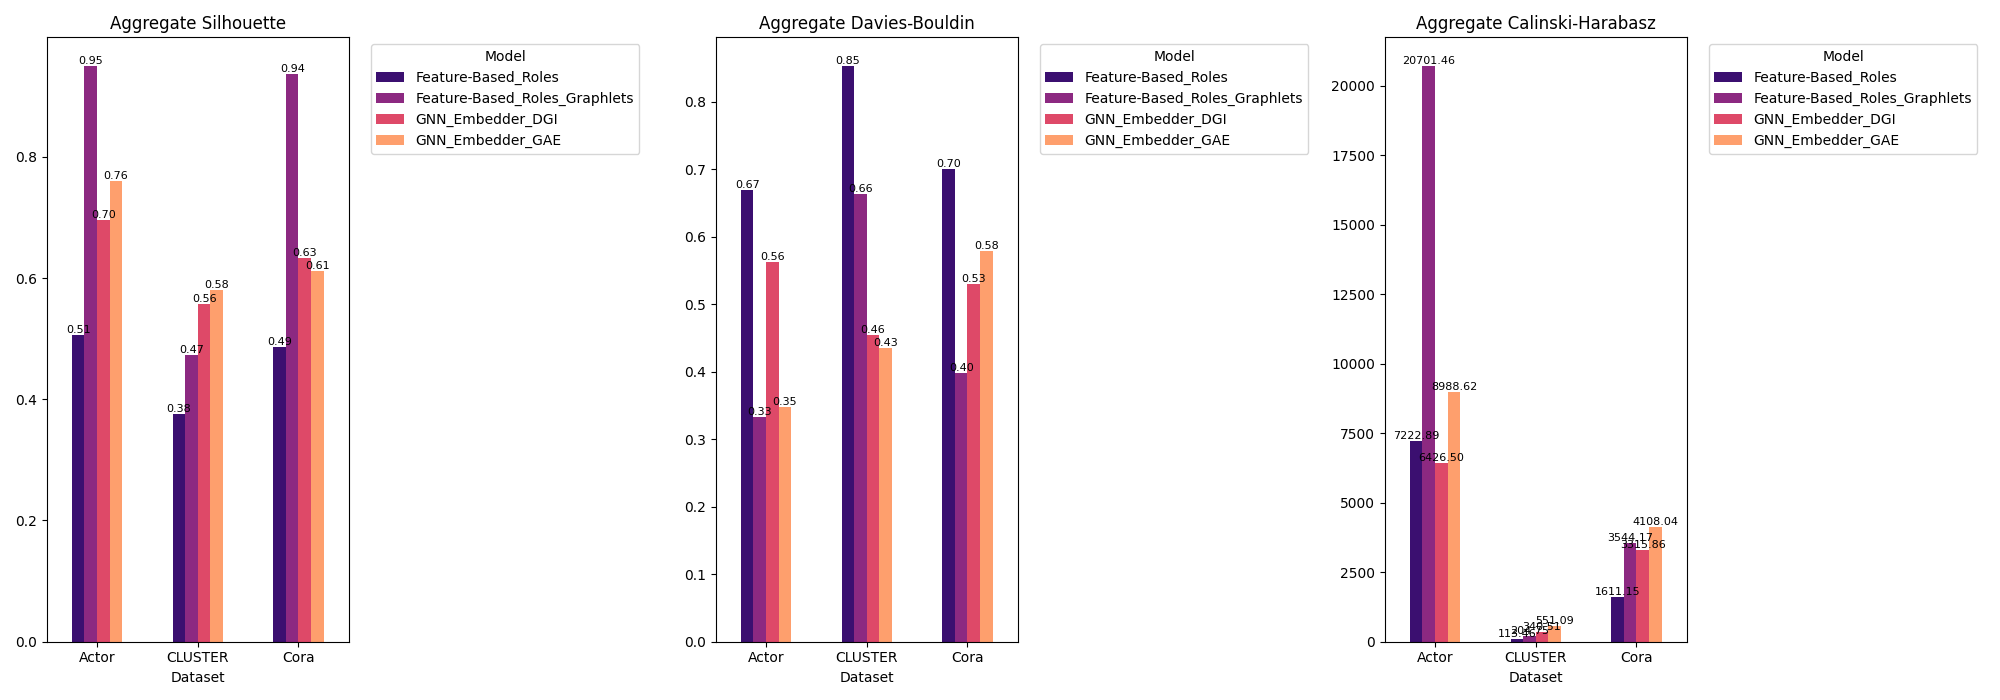 Aggregate Silhouette
0.8
0.6
0.4
0.2
0.0
0.51
0.95
0.70
0.76
0.38
0.47
0.56
0.58
0.49
0.94
0.63
0.61
Actor
CLUSTER
Cora
Dataset
Model
Feature-Based_Roles
Feature-Based_Roles_Graphlets
GNN_Embedder_DGI
GNN_Embedder_GAE
Aggregate Davies-Bouldin
0.8
0.7
0.6
0.5
0.4
0.3
0.2
0.1
0.0
0.67
0.33
0.56
0.35
0.85
0.66
0.46
0.43
0.70
0.40
0.53
0.58
Actor
CLUSTER
Cora
Dataset
Model
Feature-Based_Roles
Feature-Based_Roles_Graphlets
GNN_Embedder_DGI
GNN_Embedder_GAE
Aggregate Calinski-Harabasz
20000
17500
15000
12500
10000
7500
5000
2500
0
7222.89
20701.46
6426.50
8988.62
551.09
1611.15
3544.17
4108.04
Actor
CLUSTER
Cora
Dataset
Model
Feature-Based_Roles
Feature-Based_Roles_Graphlets
GNN_Embedder_DGI
GNN_Embedder_GAE